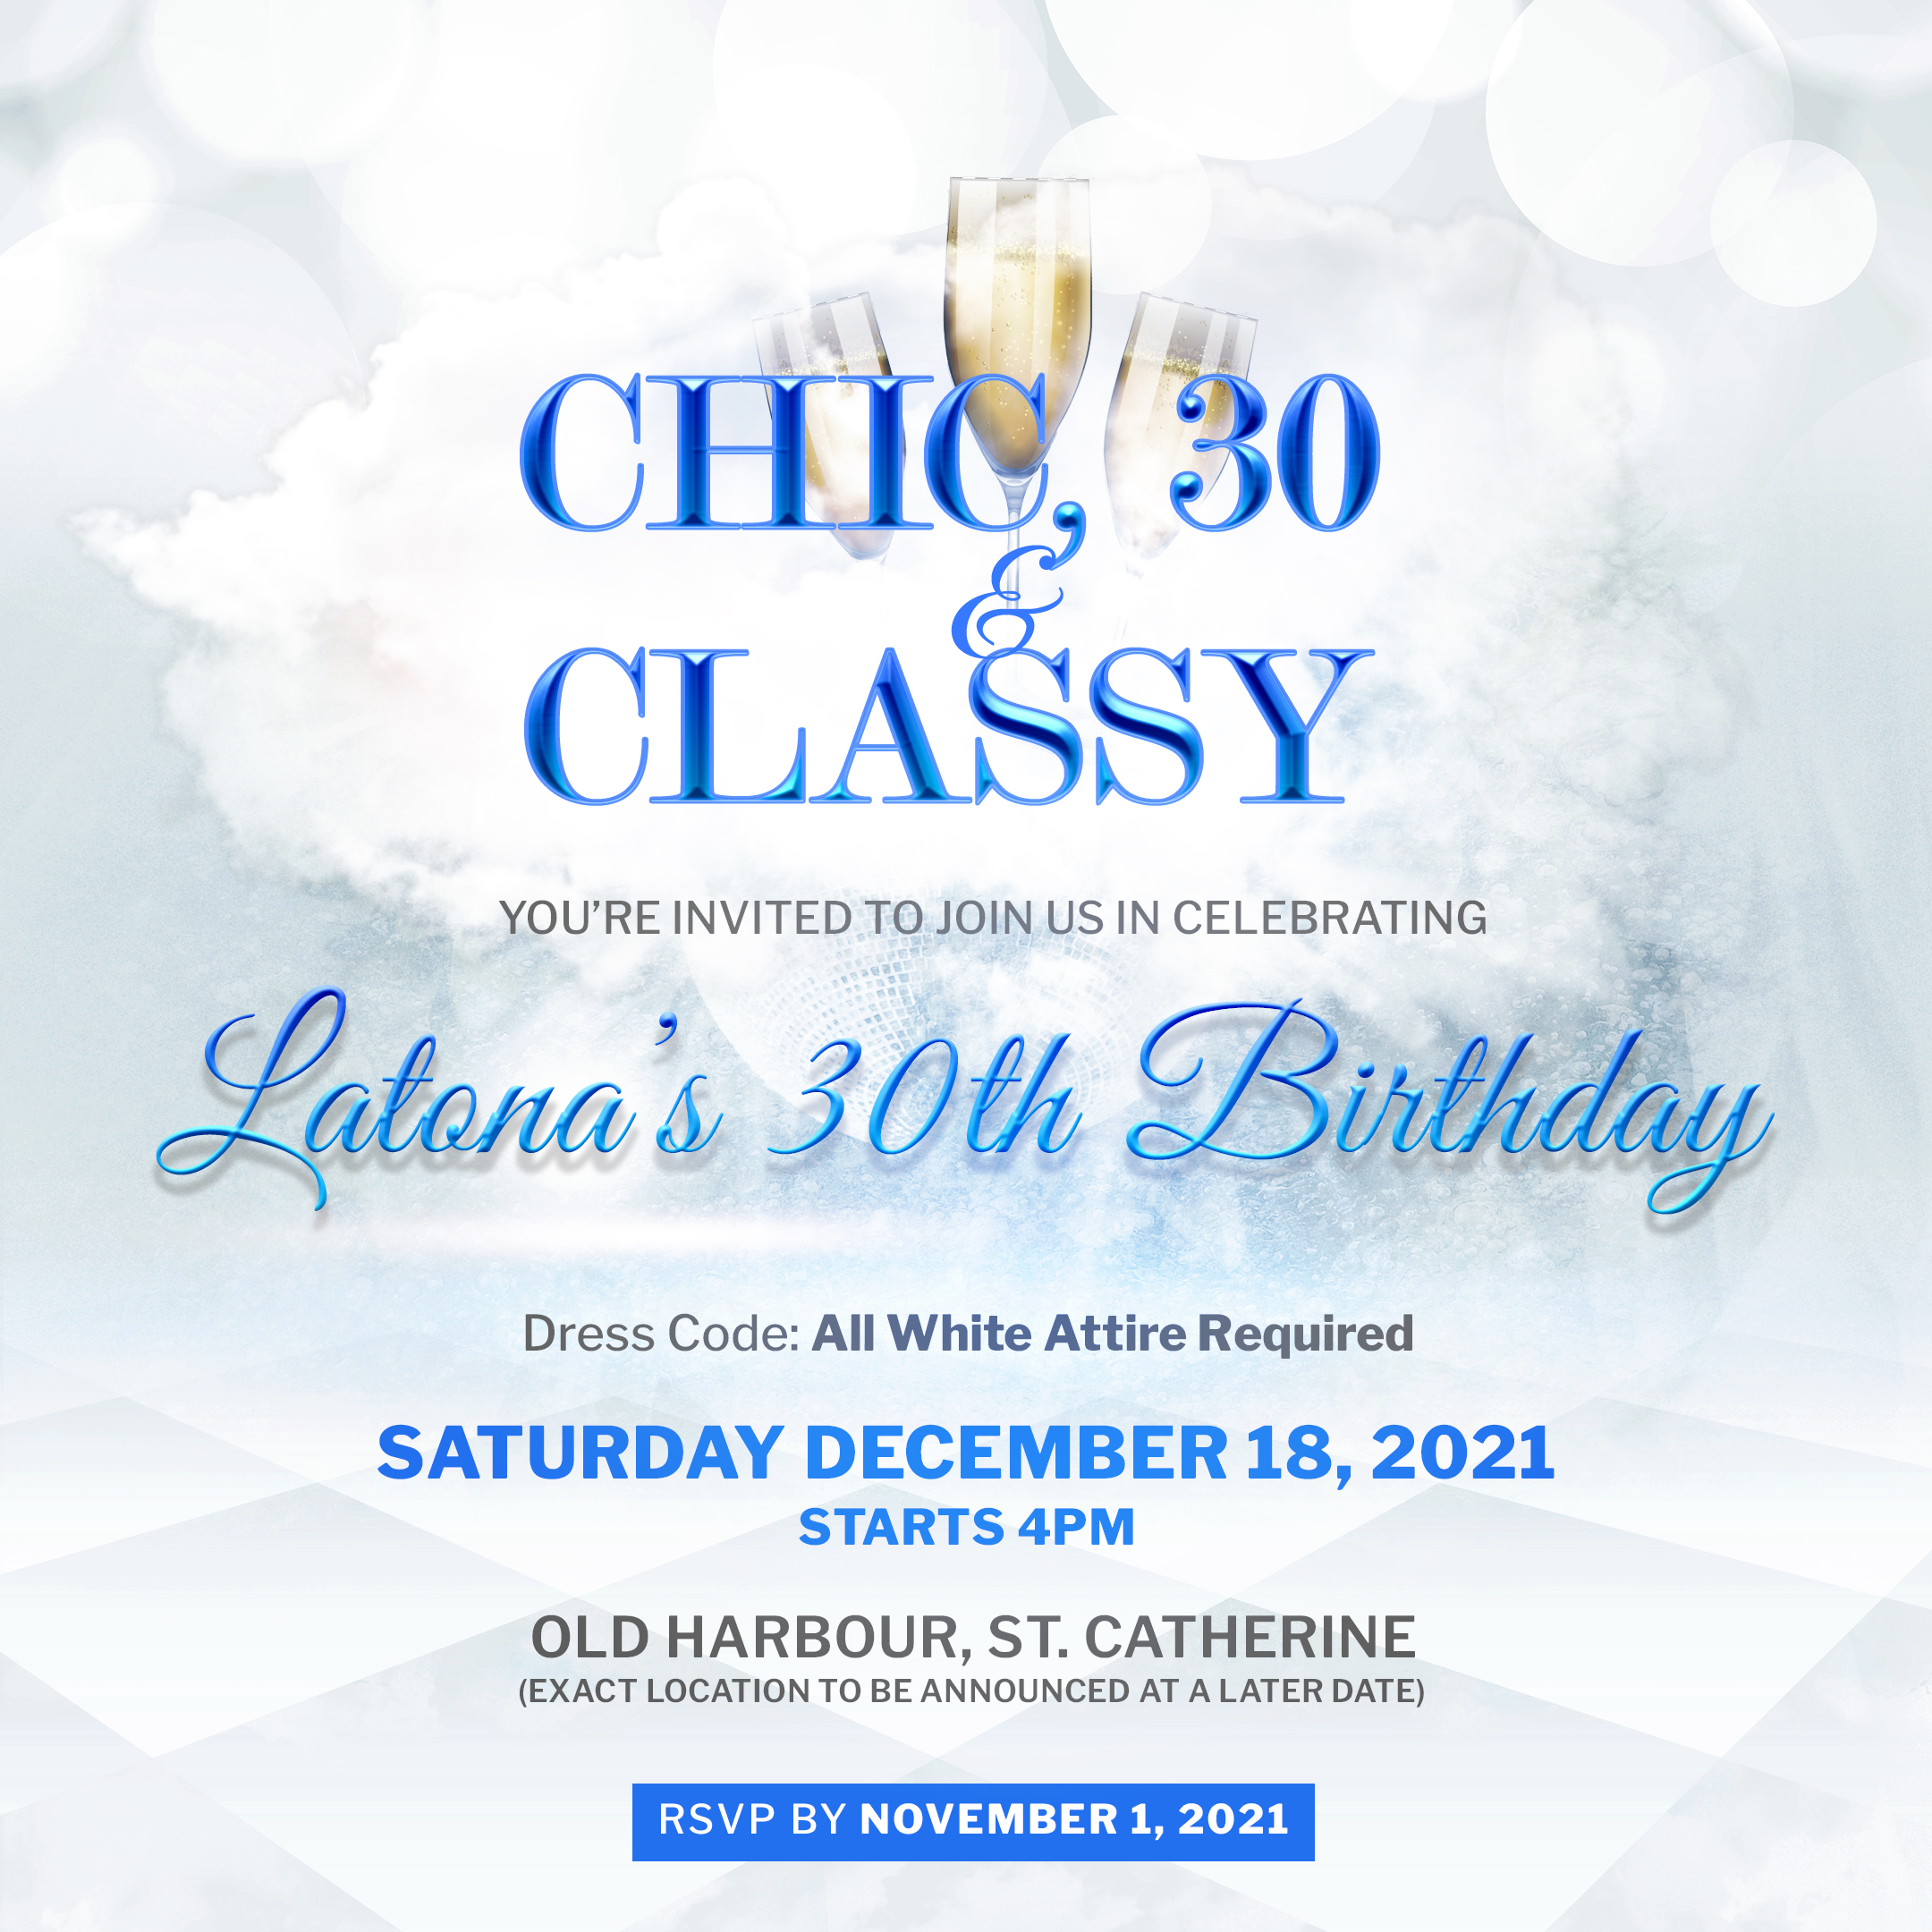 CHIC, 30
&
CLASSY
YOU’RE INVITED TO JOIN US IN CELEBRATING
Latona’s 30th Birthday
Dress Code: All White Attire Required
SATURDAY DECEMBER 18, 2021
STARTS 4PM
OLD HARBOUR, ST. CATHERINE
(EXACT LOCATION TO BE ANNOUNCED AT A LATER DATE)
RSVP BY NOVEMBER 1, 2021